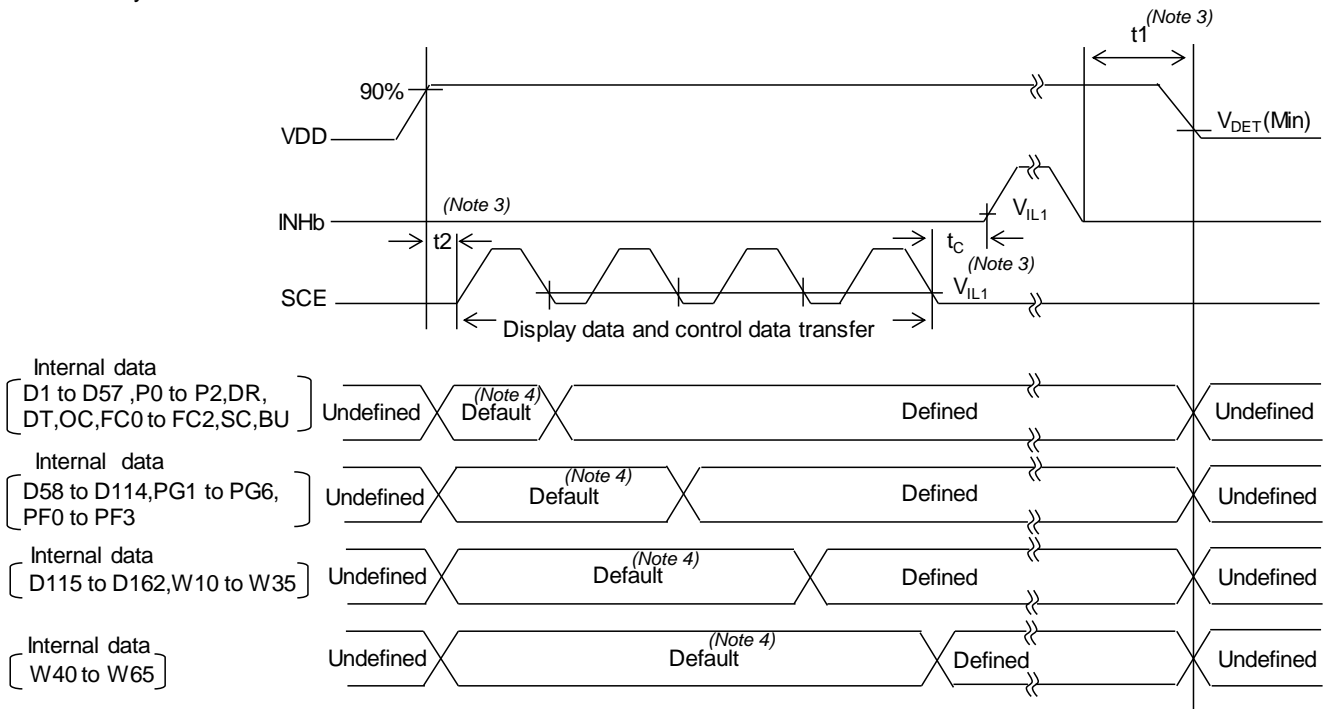 (Note 3)
t1
90%
VDD
VDET(Min)
(Note 3)
INHb
VIL1
t2
tC
(Note 3)
SCE
VIL1
Display data and control data transfer
Internal data
D1 to D57 ,P0 to P2,DR,
DT,OC,FC0 to FC2,SC,BU
Undefined
(Note 4)
Default
Defined
Undefined
Internal data
D58 to D114,PG1 to PG6,
PF0 to PF3
Undefined
(Note 4)
Default
Defined
Undefined
Internal data
D115 to D162,W10 to W35
Undefined
(Note 4)
Default
Defined
Undefined
Internal data
W40 to W65
Undefined
(Note 4)
Default
Defined
Undefined